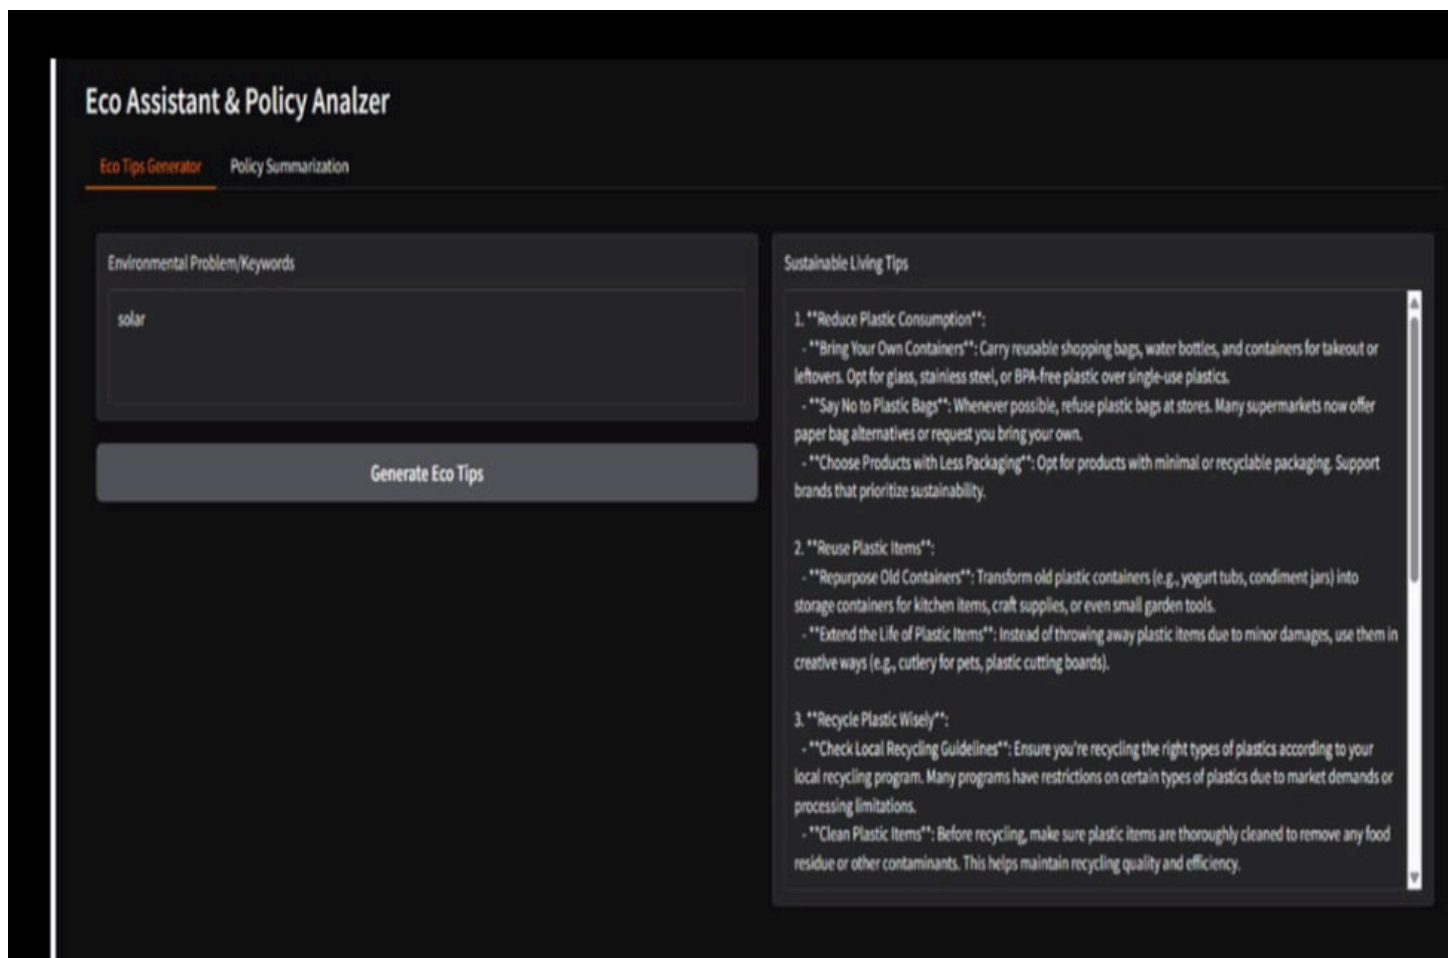 Eco Assistant & Policy Analzer
Eco Tips Generator
Policy Summarization
Environmental Problem/Keywords
solar
Generate Eco Tips
Sustainable Living Tips
1. **Reduce Plastic Consumption**:
- **Bring Your Own Containers**: Carry reusable shopping bags, water bottles, and containers for takeout or
leftovers. Opt for glass, stainless steel, or BPA-free plastic over single-use plastics.
- **Say No to Plastic Bags**: Whenever possible, refuse plastic bags at stores. Many supermarkets now offer
paper bag alternatives or request you bring your own.
- **Choose Products with Less Packaging**: Opt for products with minimal or recyclable packaging. Support
brands that prioritize sustainability.
2. **Reuse Plastic Items**:
- **Repurpose Old Containers**: Transform old plastic containers (e.g., yogurt tubs, condiment jars) into
storage containers for kitchen items, craft supplies, or even small garden tools.
- **Extend the Life of Plastic Items**: Instead of throwing away plastic items due to minor damages, use them in
creative ways (e.g., cutlery for pets, plastic cutting boards).
3. **Recycle Plastic Wisely**:
- **Check Local Recycling Guidelines**: Ensure you're recycling the right types of plastics according to your
local recycling program. Many programs have restrictions on certain types of plastics due to market demands or
processing limitations.
- **Clean Plastic Items**: Before recycling, make sure plastic items are thoroughly cleaned to remove any food
residue or other contaminants. This helps maintain recycling quality and efficiency.